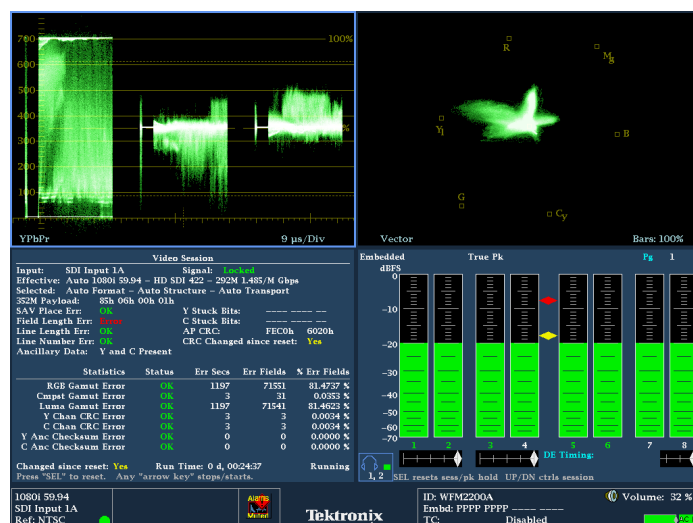 700
100%
600
500
400
300
200
100
YPbPr
9 µs/Div
R
Mg
Yl
B
G
Cy
Vector
Bars: 100%
Video Session
Input: SDI Input 1A Signal: Locked
Effective: Auto 1080i 59.94 – HD SDI 422 – 292M 1.485/M Gbps
Selected: Auto Format – Auto Structure – Auto Transport
352M Payload: 85h 06h 00h 01h
SAV Place Err: OK Y Stuck Bits: ---- ---- --
Field Length Err: Error C Stuck Bits: ---- ---- --
Line Length Err: OK AP CRC: FEC0h 6020h
Line Number Err: OK CRC Changed since reset: Yes
Ancillary Data: Y and C Present
Statistics Status Err Secs Err Fields % Err Fields
RGB Gamut Error OK 1197 71551 81.4737 %
Cmpst Gamut Error OK 3 31 0.0353 %
Luma Gamut Error OK 1197 71541 81.4623 %
Y Chan CRC Error OK 3 3 0.0034 %
C Chan CRC Error OK 3 3 0.0034 %
Y Anc Checksum Error OK 0 0 0.0000 %
C Anc Checksum Error OK 0 0 0.0000 %
Changed since reset: Yes Run Time: 0 d, 00:24:37 Running
Press "SEL" to reset. Any "arrow key" stops/starts.
Embedded True Pk Pg 1
dBFS
0
-10
-20
-30
-40
-50
-60
-70
1 2 3 4 5 6 7 8
DE Timing:
1, 2
SEL resets sess/pk hold UP/DN ctrls session
1080i 59.94
SDI Input 1A
Ref: NTSC
Alarms
Muted
Tektronix
ID: WFM2200A
Volume: 32 %
Embd: PPPP PPPP ---- ----
TC: Disabled